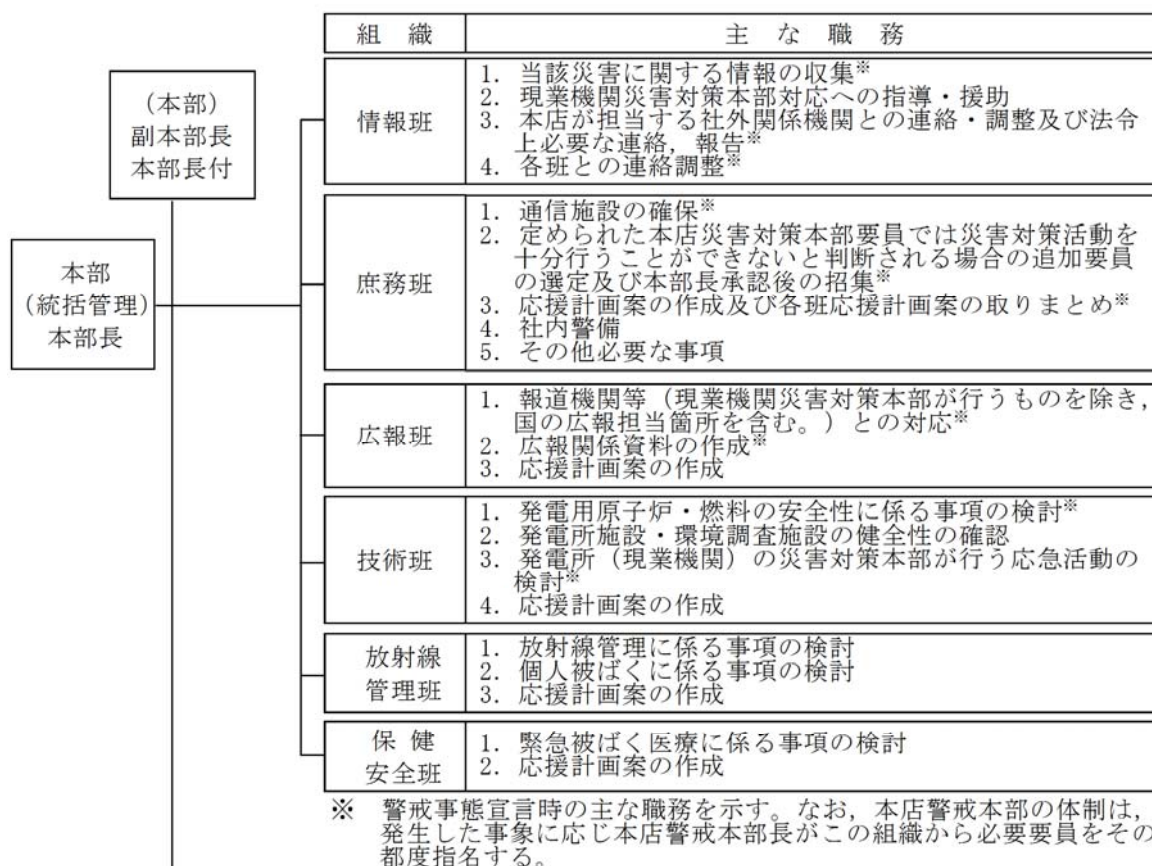 組 織 主 な 職 務
(本部)
副本部長
本部長付
本部
(統括管理)
本部長
情報班
1. 当該災害に関する情報の収集※
2. 現業機関災害対策本部対応への指導・援助
3. 本店が担当する社外関係機関との連絡・調整及び法令
上必要な連絡，報告※
4. 各班との連絡調整※
庶務班
1. 通信施設の確保※
2. 定められた本店災害対策本部要員では災害対策活動を
十分行うことができないと判断される場合の追加要員
の選定及び本部長承認後の招集※
3. 応援計画案の作成及び各班応援計画案の取りまとめ※
4. 社内警備
5. その他必要な事項
広報班
1. 報道機関等（現業機関災害対策本部が行うものを除き，
国の広報担当箇所を含む。）との対応※
2. 広報関係資料の作成※
3. 応援計画案の作成
技術班
1. 発電用原子炉・燃料の安全性に係る事項の検討※
2. 発電所施設・環境調査施設の健全性の確認
3. 発電所（現業機関）の災害対策本部が行う応急活動の
検討※
4. 応援計画案の作成
放射線
管理班
1. 放射線管理に係る事項の検討
2. 個人被ばくに係る事項の検討
3. 応援計画案の作成
保 健
安全班
1. 緊急被ばく医療に係る事項の検討
2. 応援計画案の作成
※ 警戒事態宣言時の主な職務を示す。なお，本店警戒本部の体制は，
発生した事象に応じ本店警戒本部長がこの組織から必要要員をその
都度指名する。